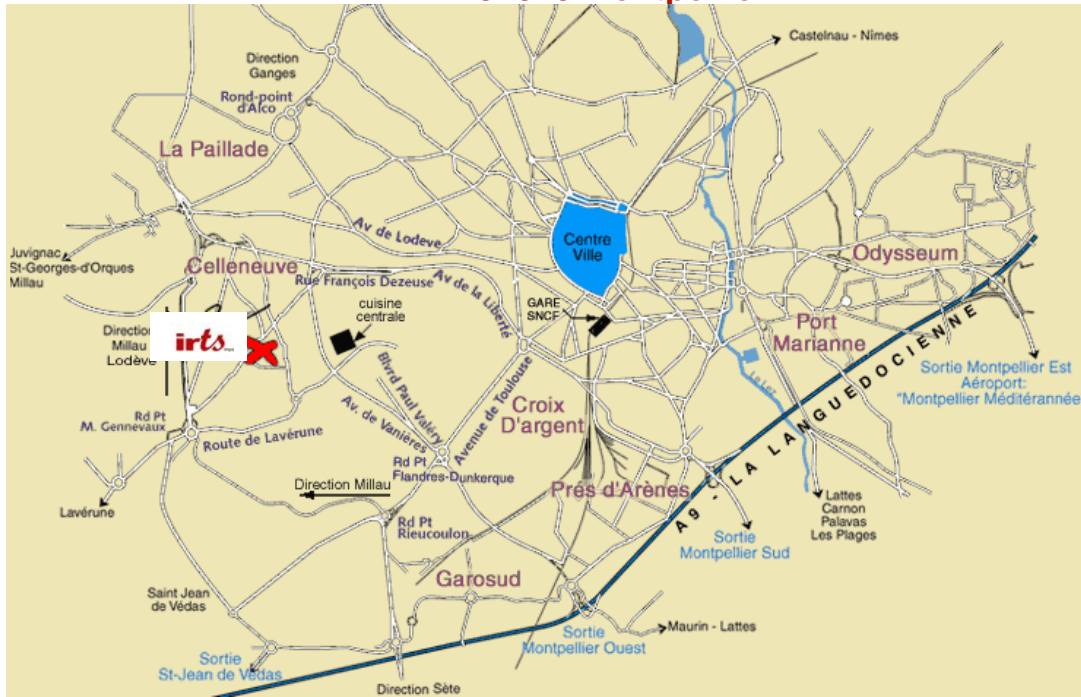 Castelnau - Nîmes
Direction
Ganges
Rond-point
d'Alco
La Paillade
Av de Lodeve
Centre
Ville
Juvignac
St-Georges-d'Orques
Millau
Celleneuve
Rue François Dezeuse
Av de la Liberté
Odysseum
cuisine
centrale
GARE
SNCF
Port
Marianne
Direction
Millau
Lodève
irts
Sortie Montpellier Est
Aéroport:
"Montpellier Méditérannée
Le Lez
Blvrd Paul Valéry
Av. de Vanières
Avenue de Toulouse
Croix
D'argent
A9 - LA LANGUEDOCIENNE
Rd Pt
M. Gennevaux
Route de Lavérune
Rd Pt
Flandres-Dunkerque
Direction Millau
Prés d'Arènes
Lavérune
Lattes
Carnon
Palavas
Les Plages
Rd Pt
Rieucoulon
Sortie
Montpellier Sud
Garosud
Saint Jean
de Védas
Maurin - Lattes
Sortie
Montpellier Ouest
Sortie
St-Jean de Védas
Direction Sète